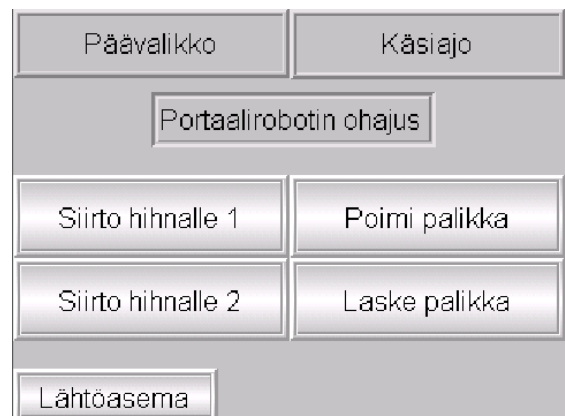 Päävalikko
Käsiajo
Portaalirobotin ohajus
Siirto hihnalle 1
Poimi palikka
Siirto hihnalle 2
Laske palikka
Lähtöasema